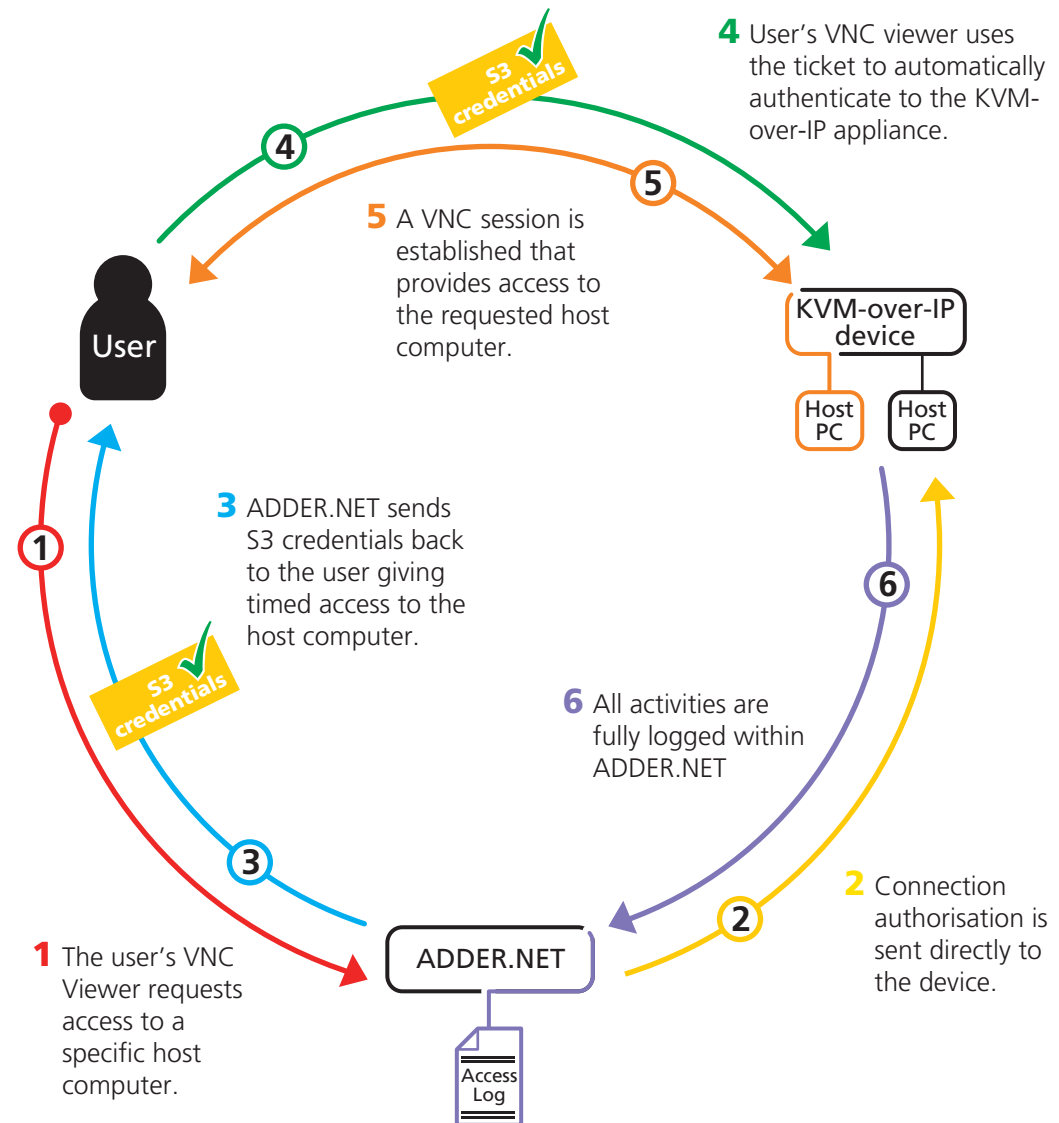 S3
credentials
4 User's VNC viewer uses
the ticket to automatically
authenticate to the KVM-
over-IP appliance.
4
5
5 A VNC session is
established that
provides access to
the requested host
computer.
User
KVM-over-IP
device
Host
PC
Host
PC
3 ADDER.NET sends
S3 credentials back
to the user giving
timed access to the
host computer.
1
6
S3
credentials
6 All activities are
fully logged within
ADDER.NET
3
2
2 Connection
authorisation is
sent directly to
the device.
ADDER.NET
1 The user's VNC
Viewer requests
access to a
specific host
computer.
Access
Log